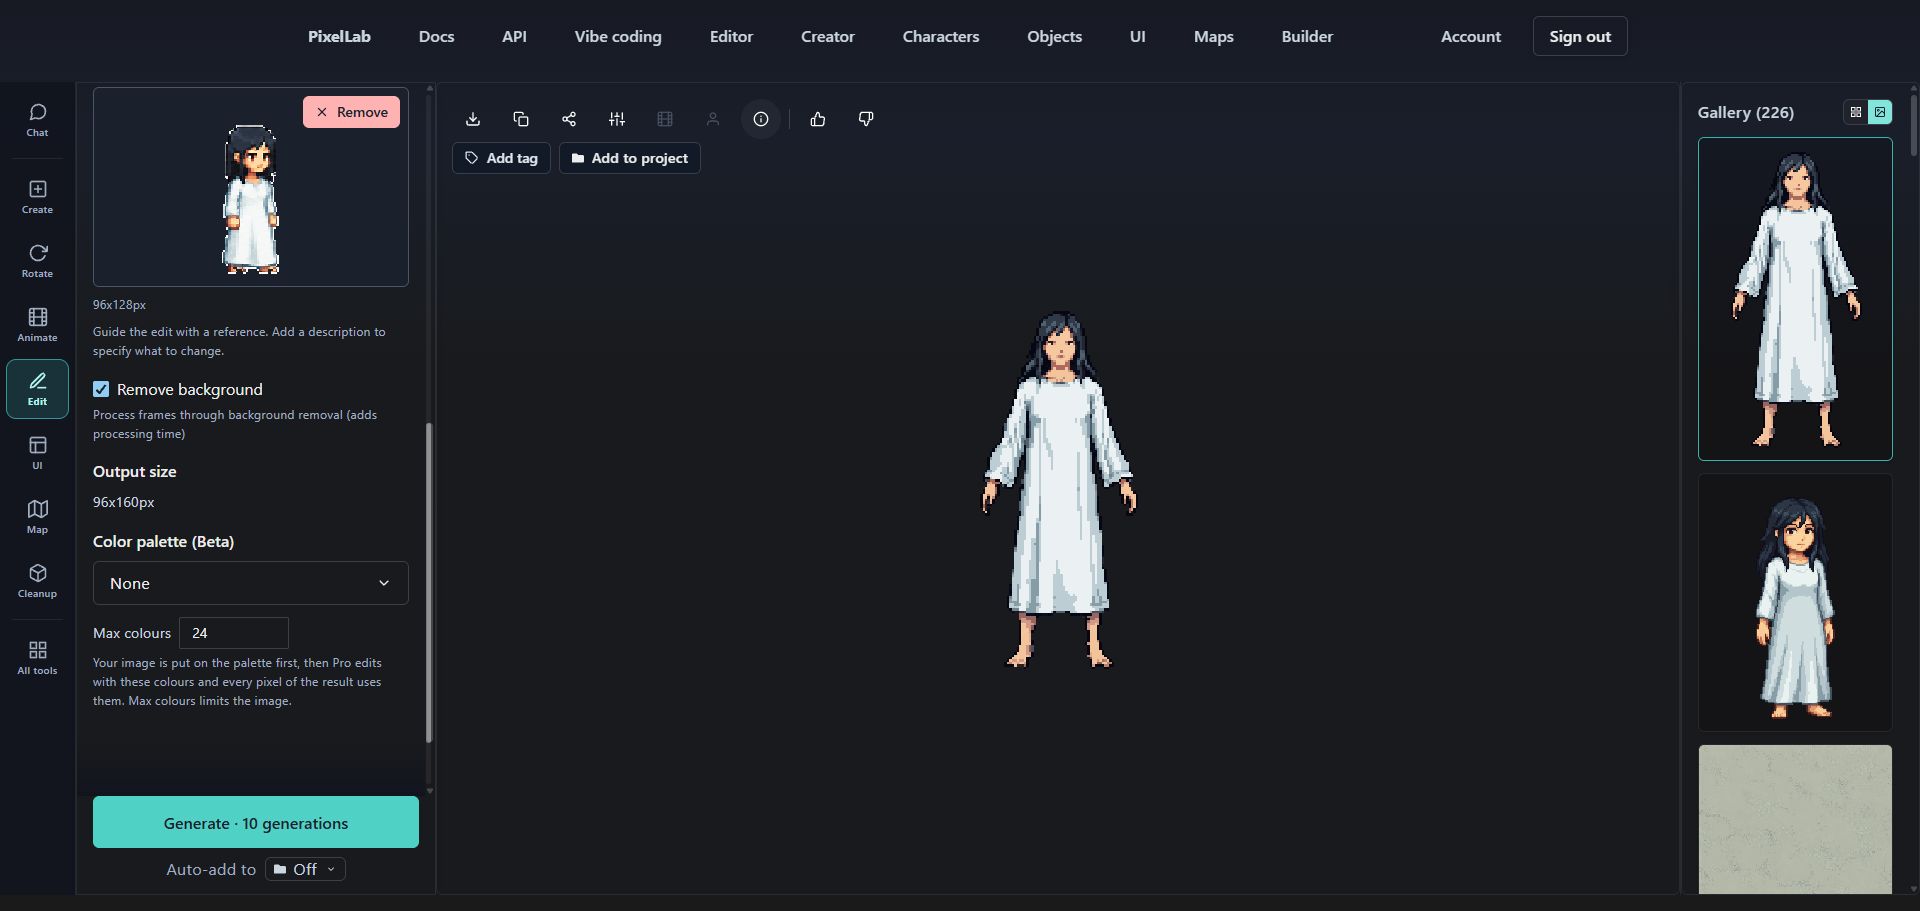 PixelLab
Docs
API
Vibe coding
Editor
Creator
Characters
Objects
UI
Maps
Builder
Account
Sign out
Chat
Create
Rotate
Animate
Edit
UI
Map
Cleanup
All tools
Remove
96x128px
Guide the edit with a reference. Add a description to
specify what to change.
Remove background
Process frames through background removal (adds
processing time)
Output size
96x160px
Color palette (Beta)
None
Max colours 24
Your image is put on the palette first, then Pro edits
with these colours and every pixel of the result uses
them. Max colours limits the image.
Generate · 10 generations
Auto-add to Off
Add tag
Add to project
Gallery (226)